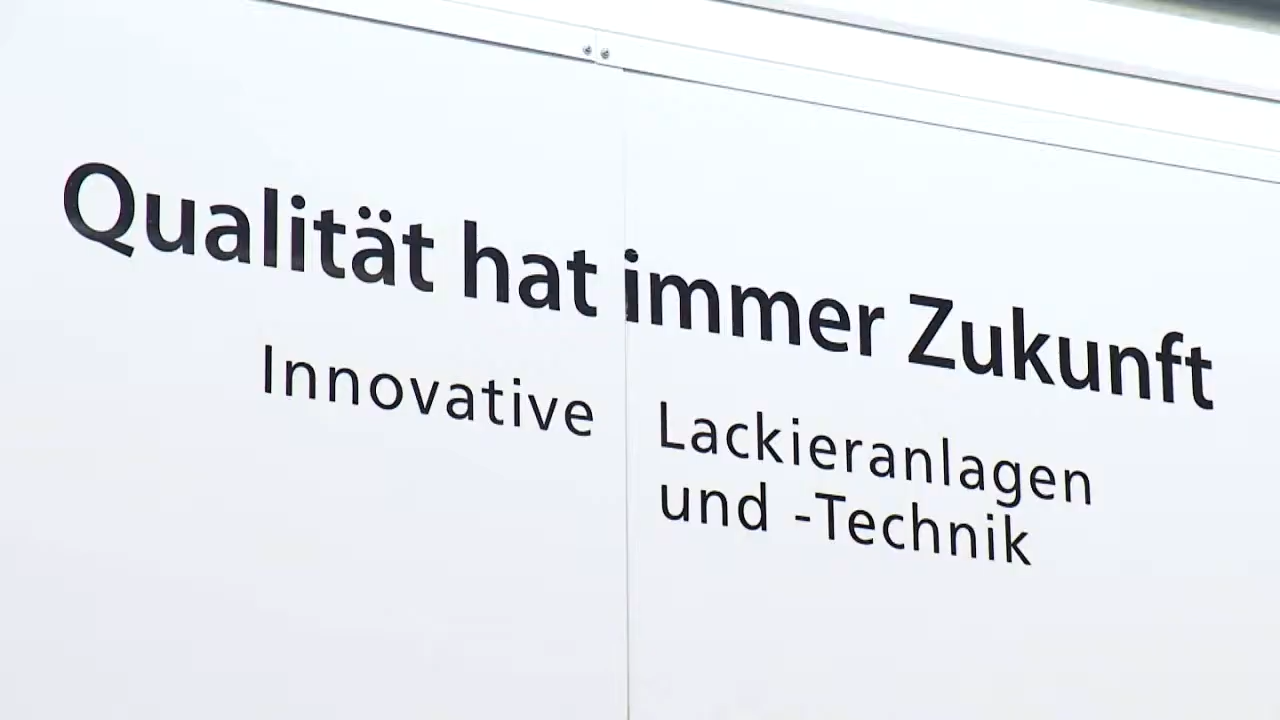 Qualität hat immer Zukunft
Innovative Lackieranlagen
und -Technik